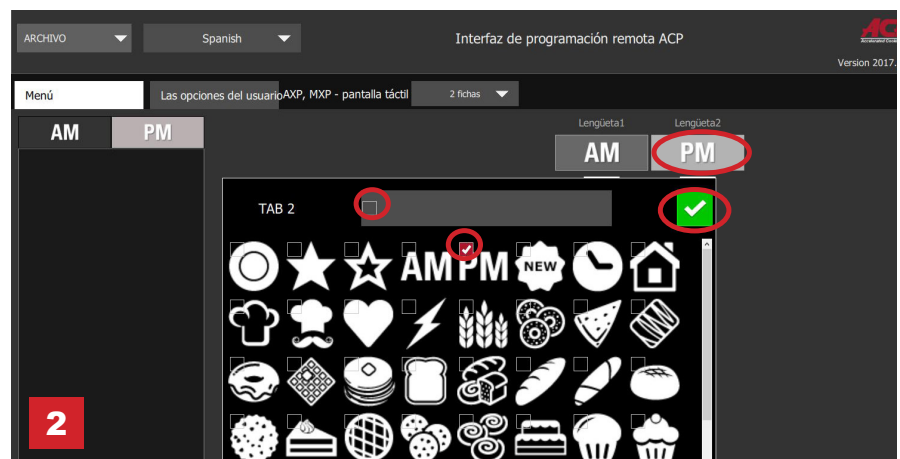 ARCHIVO
Spanish
Interfaz de programación remota ACP
Version 2017.
Menú
Las opciones del usuario
AXP, MXP - pantalla táctil
2 fichas
AM
PM
Lengüeta1
Lengüeta2
AM
PM
TAB 2
AM
PM
NEW
2